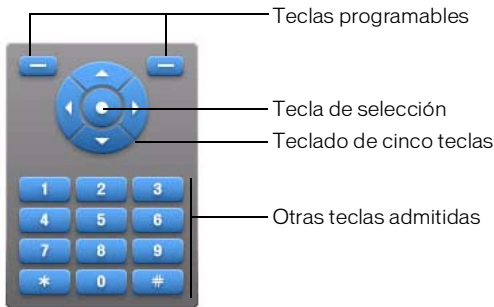 Teclas programables
Tecla de selección
Teclado de cinco teclas
1 2 3
4 5 6
Otras teclas admitidas
7 8 9
* 0 #